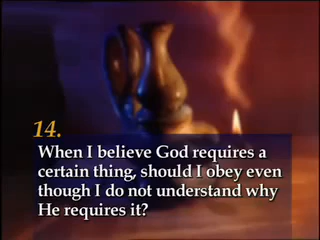 14.
When I believe God requires a
certain thing, should I obey even
though I do not understand why
He requires it?